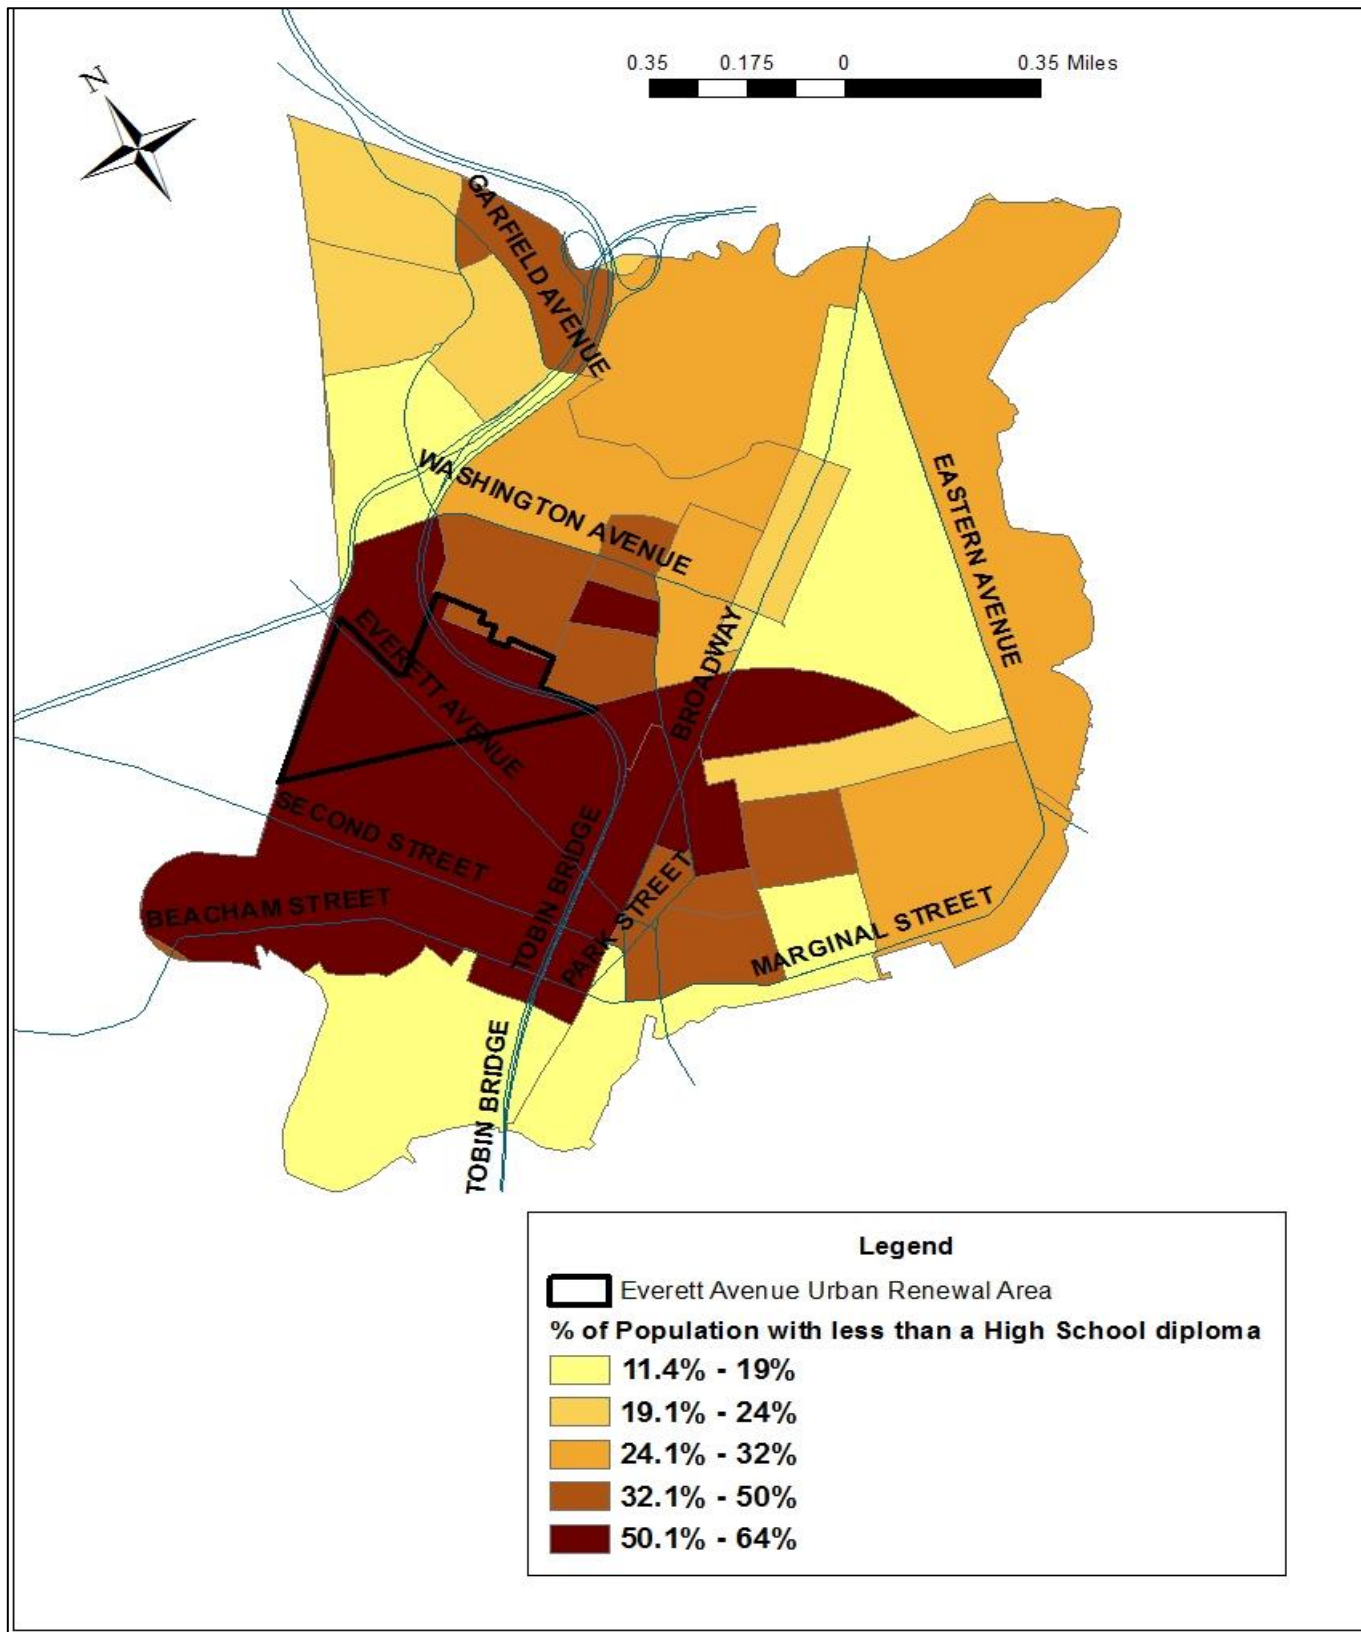 N
0.35 0.175 0 0.35 Miles
GARFIELD AVENUE
WASHINGTON AVENUE
EASTERN AVENUE
EVERETT AVENUE
BROADWAY
SECOND STREET
BEACHAM STREET
TOBIN BRIDGE
PARK STREET
MARGINAL STREET
TOBIN BRIDGE
Legend
Everett Avenue Urban Renewal Area
% of Population with less than a High School diploma
11.4% - 19%
19.1% - 24%
24.1% - 32%
32.1% - 50%
50.1% - 64%